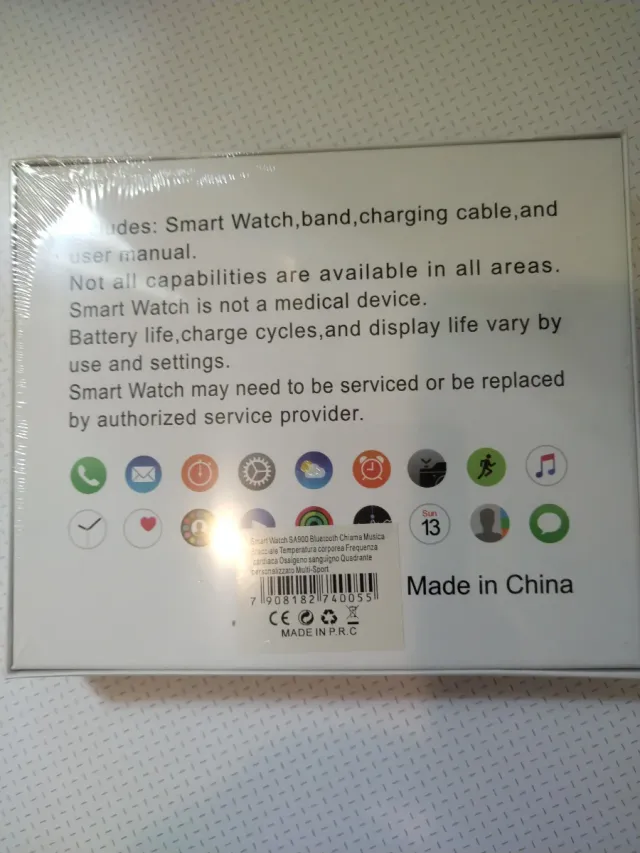 udes: Smart Watch,band,charging cable,and
user manual.
Not all capabilities are available in all areas.
Smart Watch is not a medical device.
Battery life,charge cycles,and display life vary by
use and settings.
Smart Watch may need to be serviced or be replaced
by authorized service provider.
Sun
13
Smart Watch SA900 Bluetooth Chiama Musica
Bracciale Temperatura corporea Frequenza
cardiaca Ossigeno sanguigno Quadrante
personalizzato Multi-Sport
7 908182 740055
CE
MADE IN P.R.C
Made in China